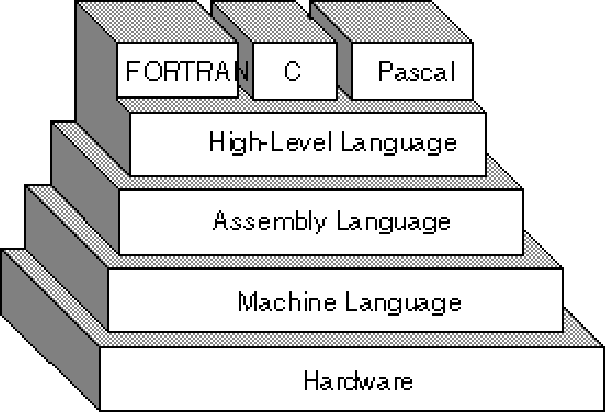 FORTRAN C Pascal
High-Level Language
Assembly Language
Machine Language
Hardware